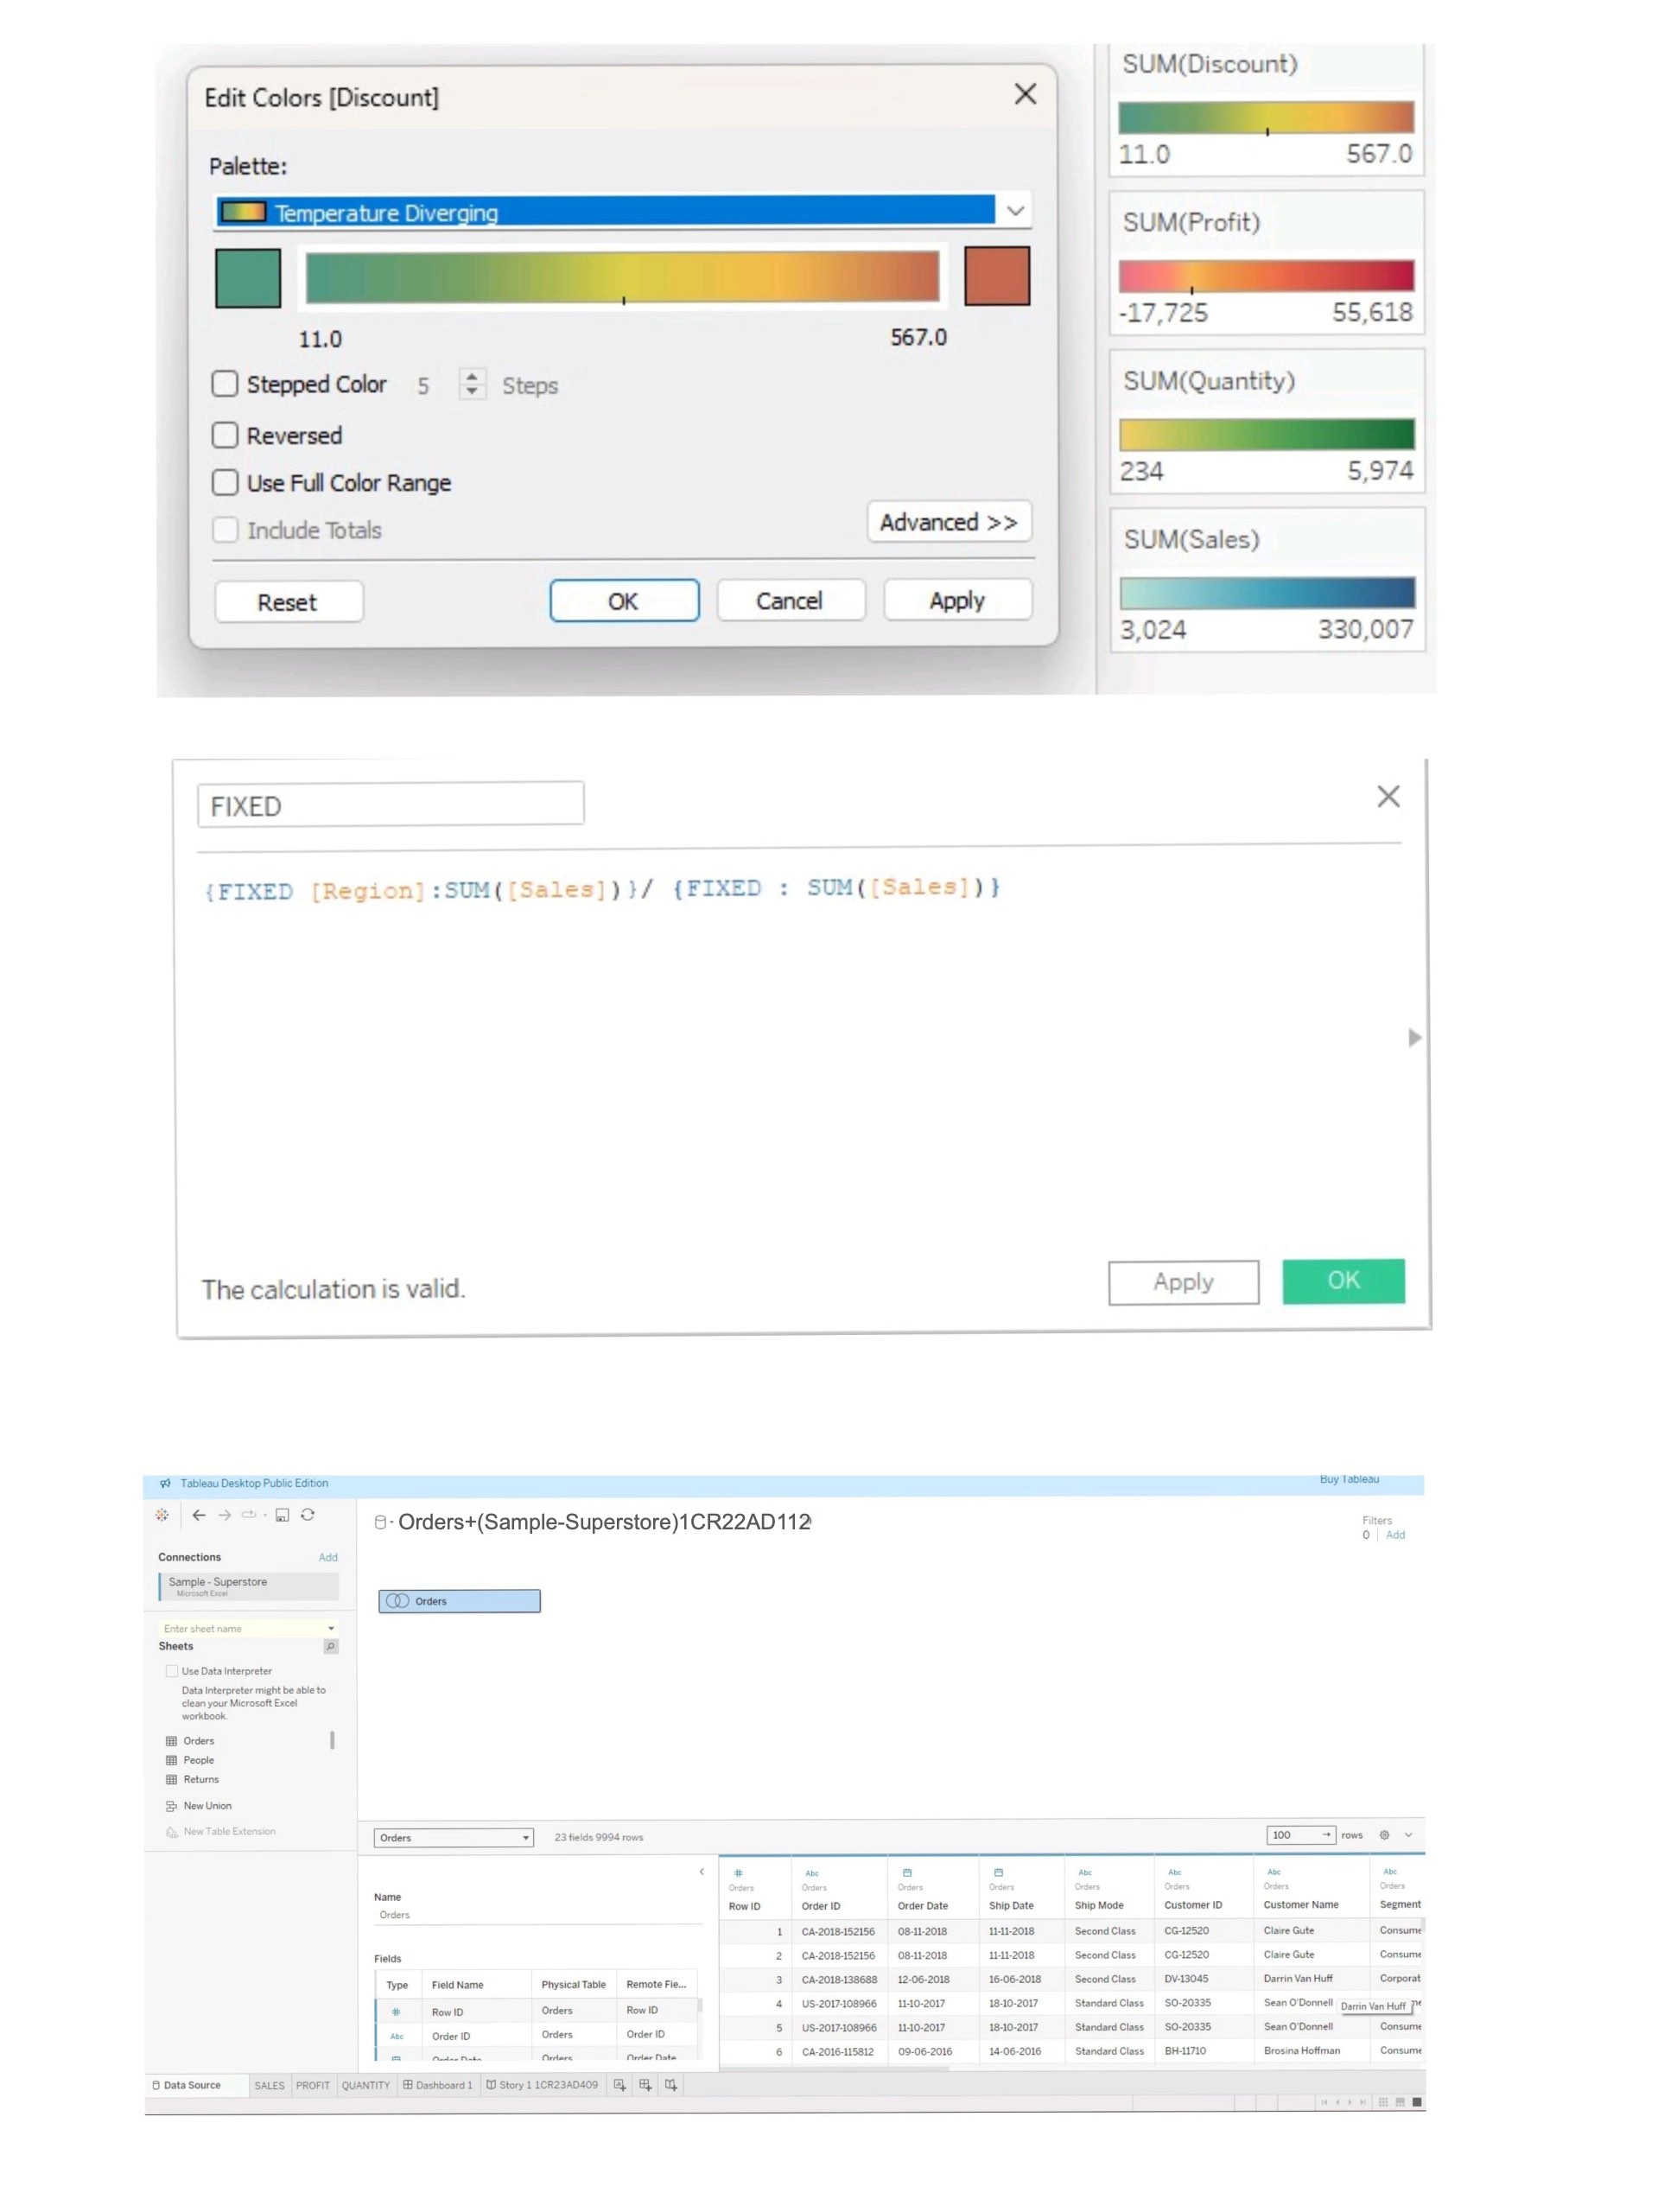 Edit Colors [Discount]
Palette:
Temperature Diverging
11.0 567.0
Stepped Color 5 Steps
Reversed
Use Full Color Range
Include Totals
Advanced >>
Reset OK Cancel Apply
SUM(Discount)
11.0 567.0
SUM(Profit)
-17,725 55,618
SUM(Quantity)
234 5,974
SUM(Sales)
3,024 330,007
FIXED
{FIXED [Region]:SUM([Sales])}/ {FIXED : SUM([Sales])}
The calculation is valid.
Apply OK
Tableau Desktop Public Edition
Buy Tableau
Connections Add
Sample - Superstore
Microsoft Excel
Enter sheet name
Sheets
Use Data Interpreter
Data Interpreter might be able to
clean your Microsoft Excel
workbook.
Orders
People
Returns
New Union
New Table Extension
Orders+(Sample-Superstore)1CR22AD112
Filters
0 Add
Orders
Orders 23 fields 9994 rows
100 rows
Name
Orders
Fields
Type Field Name Physical Table Remote Fie...
# Row ID Orders Row ID
Abc Order ID Orders Order ID
Order Date Orders Order Date
# Abc Abc Abc Abc Abc
Orders Orders Orders Orders Orders Orders Orders Orders
Row ID Order ID Order Date Ship Date Ship Mode Customer ID Customer Name Segment
1 CA-2018-152156 08-11-2018 11-11-2018 Second Class CG-12520 Claire Gute Consume
2 CA-2018-152156 08-11-2018 11-11-2018 Second Class CG-12520 Claire Gute Consume
3 CA-2018-138688 12-06-2018 16-06-2018 Second Class DV-13045 Darrin Van Huff Corporat
4 US-2017-108966 11-10-2017 18-10-2017 Standard Class SO-20335 Sean O'Donnell
Darrin Van Huff
5 US-2017-108966 11-10-2017 18-10-2017 Standard Class SO-20335 Sean O'Donnell Consume
6 CA-2016-115812 09-06-2016 14-06-2016 Standard Class BH-11710 Brosina Hoffman Consume
Data Source SALES PROFIT QUANTITY Dashboard 1 Story 1 1CR23AD409